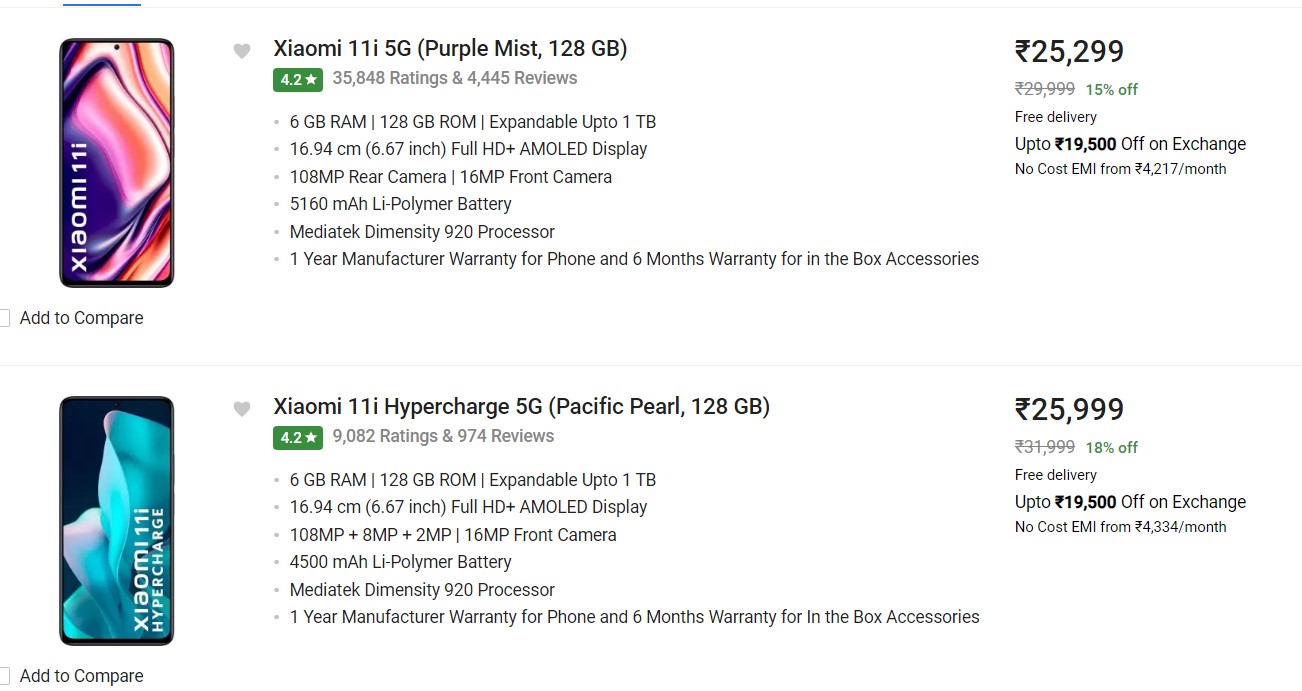 Xiaomi 11i 5G (Purple Mist, 128 GB)
4.2★ 35,848 Ratings & 4,445 Reviews
6 GB RAM | 128 GB ROM | Expandable Upto 1 TB
16.94 cm (6.67 inch) Full HD+ AMOLED Display
108MP Rear Camera | 16MP Front Camera
5160 mAh Li-Polymer Battery
Mediatek Dimensity 920 Processor
1 Year Manufacturer Warranty for Phone and 6 Months Warranty for in the Box Accessories
₹25,299
₹29,999 15% off
Free delivery
Upto ₹19,500 Off on Exchange
No Cost EMI from ₹4,217/month
XIAOMI 11i
Add to Compare
Xiaomi 11i Hypercharge 5G (Pacific Pearl, 128 GB)
4.2★ 9,082 Ratings & 974 Reviews
6 GB RAM | 128 GB ROM | Expandable Upto 1 TB
16.94 cm (6.67 inch) Full HD+ AMOLED Display
108MP + 8MP + 2MP | 16MP Front Camera
4500 mAh Li-Polymer Battery
Mediatek Dimensity 920 Processor
1 Year Manufacturer Warranty for Phone and 6 Months Warranty for In the Box Accessories
₹25,999
₹31,999 18% off
Free delivery
Upto ₹19,500 Off on Exchange
No Cost EMI from ₹4,334/month
XIAOMI 11i
HYPERCHARGE
Add to Compare